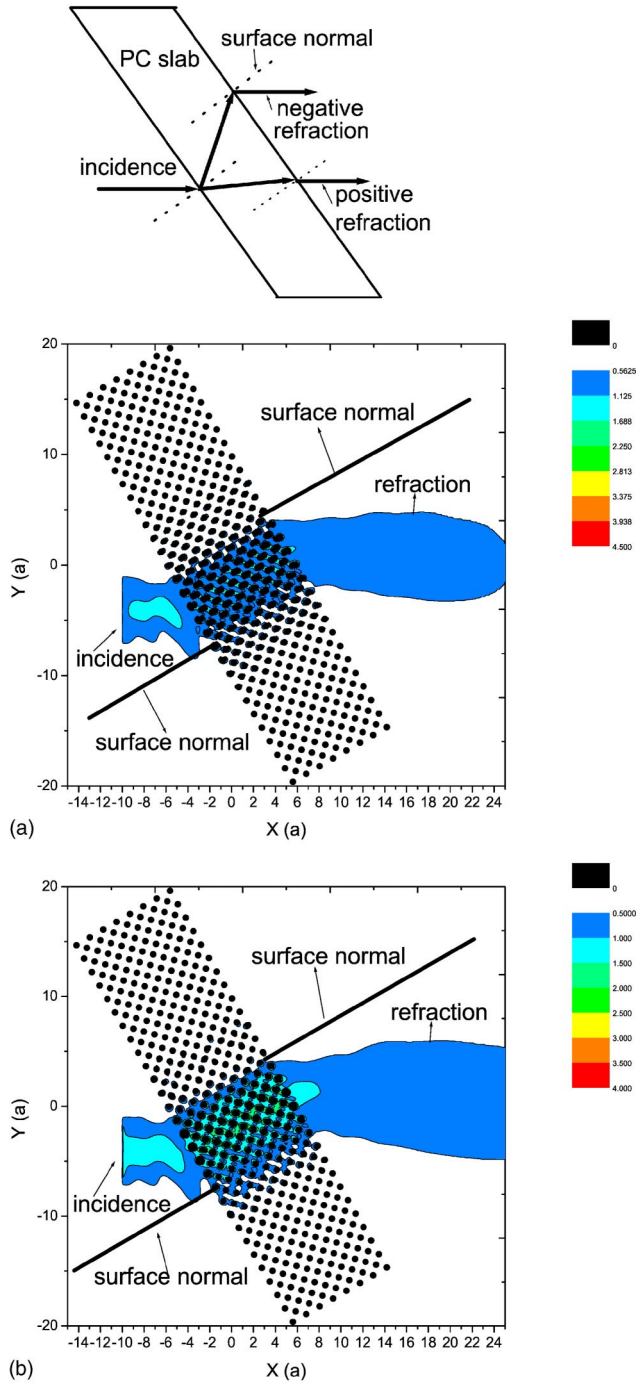 surface normal
PC slab
negative
refraction
incidence
positive
refraction
20
10
0
-10
-20
Y (a)
surface normal
refraction
incidence
surface normal
-14 -12 -10 -8 -6 -4 -2 0 2 4 6 8 10 12 14 16 18 20 22 24
X (a)
(a)
0
0.5625
1.125
1.688
2.250
2.813
3.375
3.938
4.500
20
10
0
-10
-20
Y (a)
surface normal
refraction
incidence
surface normal
-14 -12 -10 -8 -6 -4 -2 0 2 4 6 8 10 12 14 16 18 20 22 24
X (a)
(b)
0
0.5000
1.000
2.000
2.500
3.000
3.500
4.000